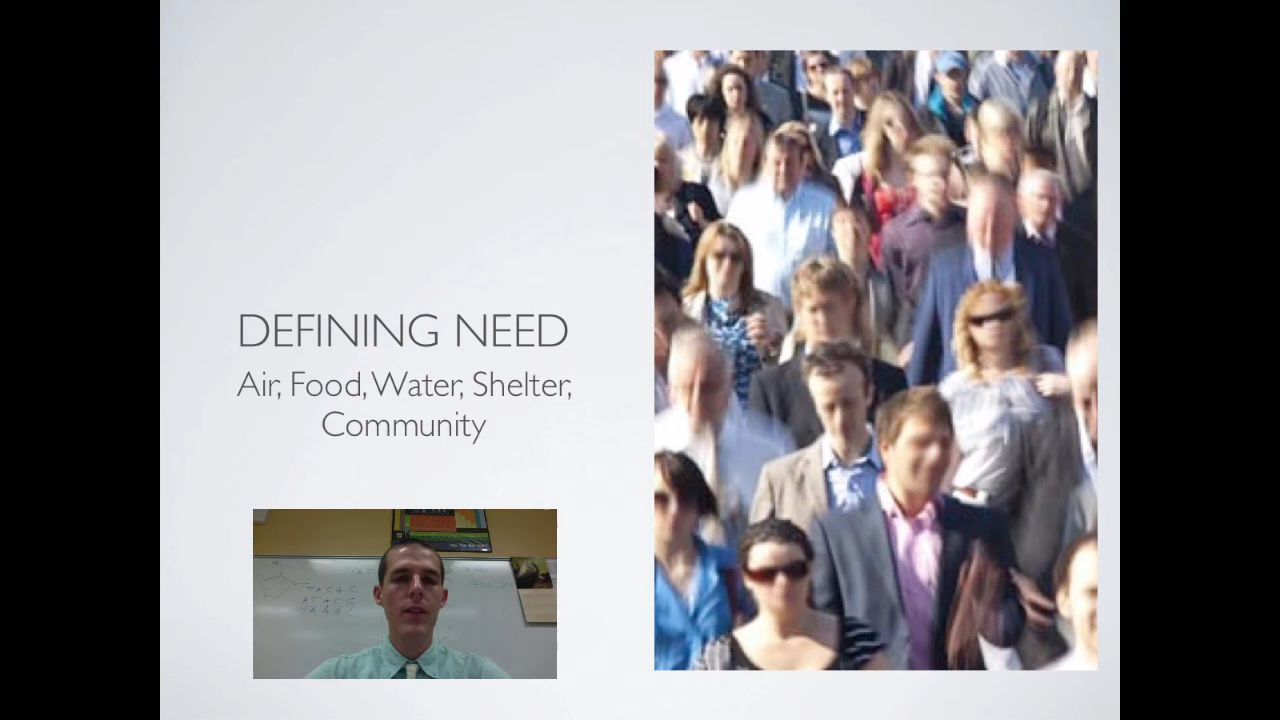 DEFINING NEED
Air, Food, Water, Shelter,
Community